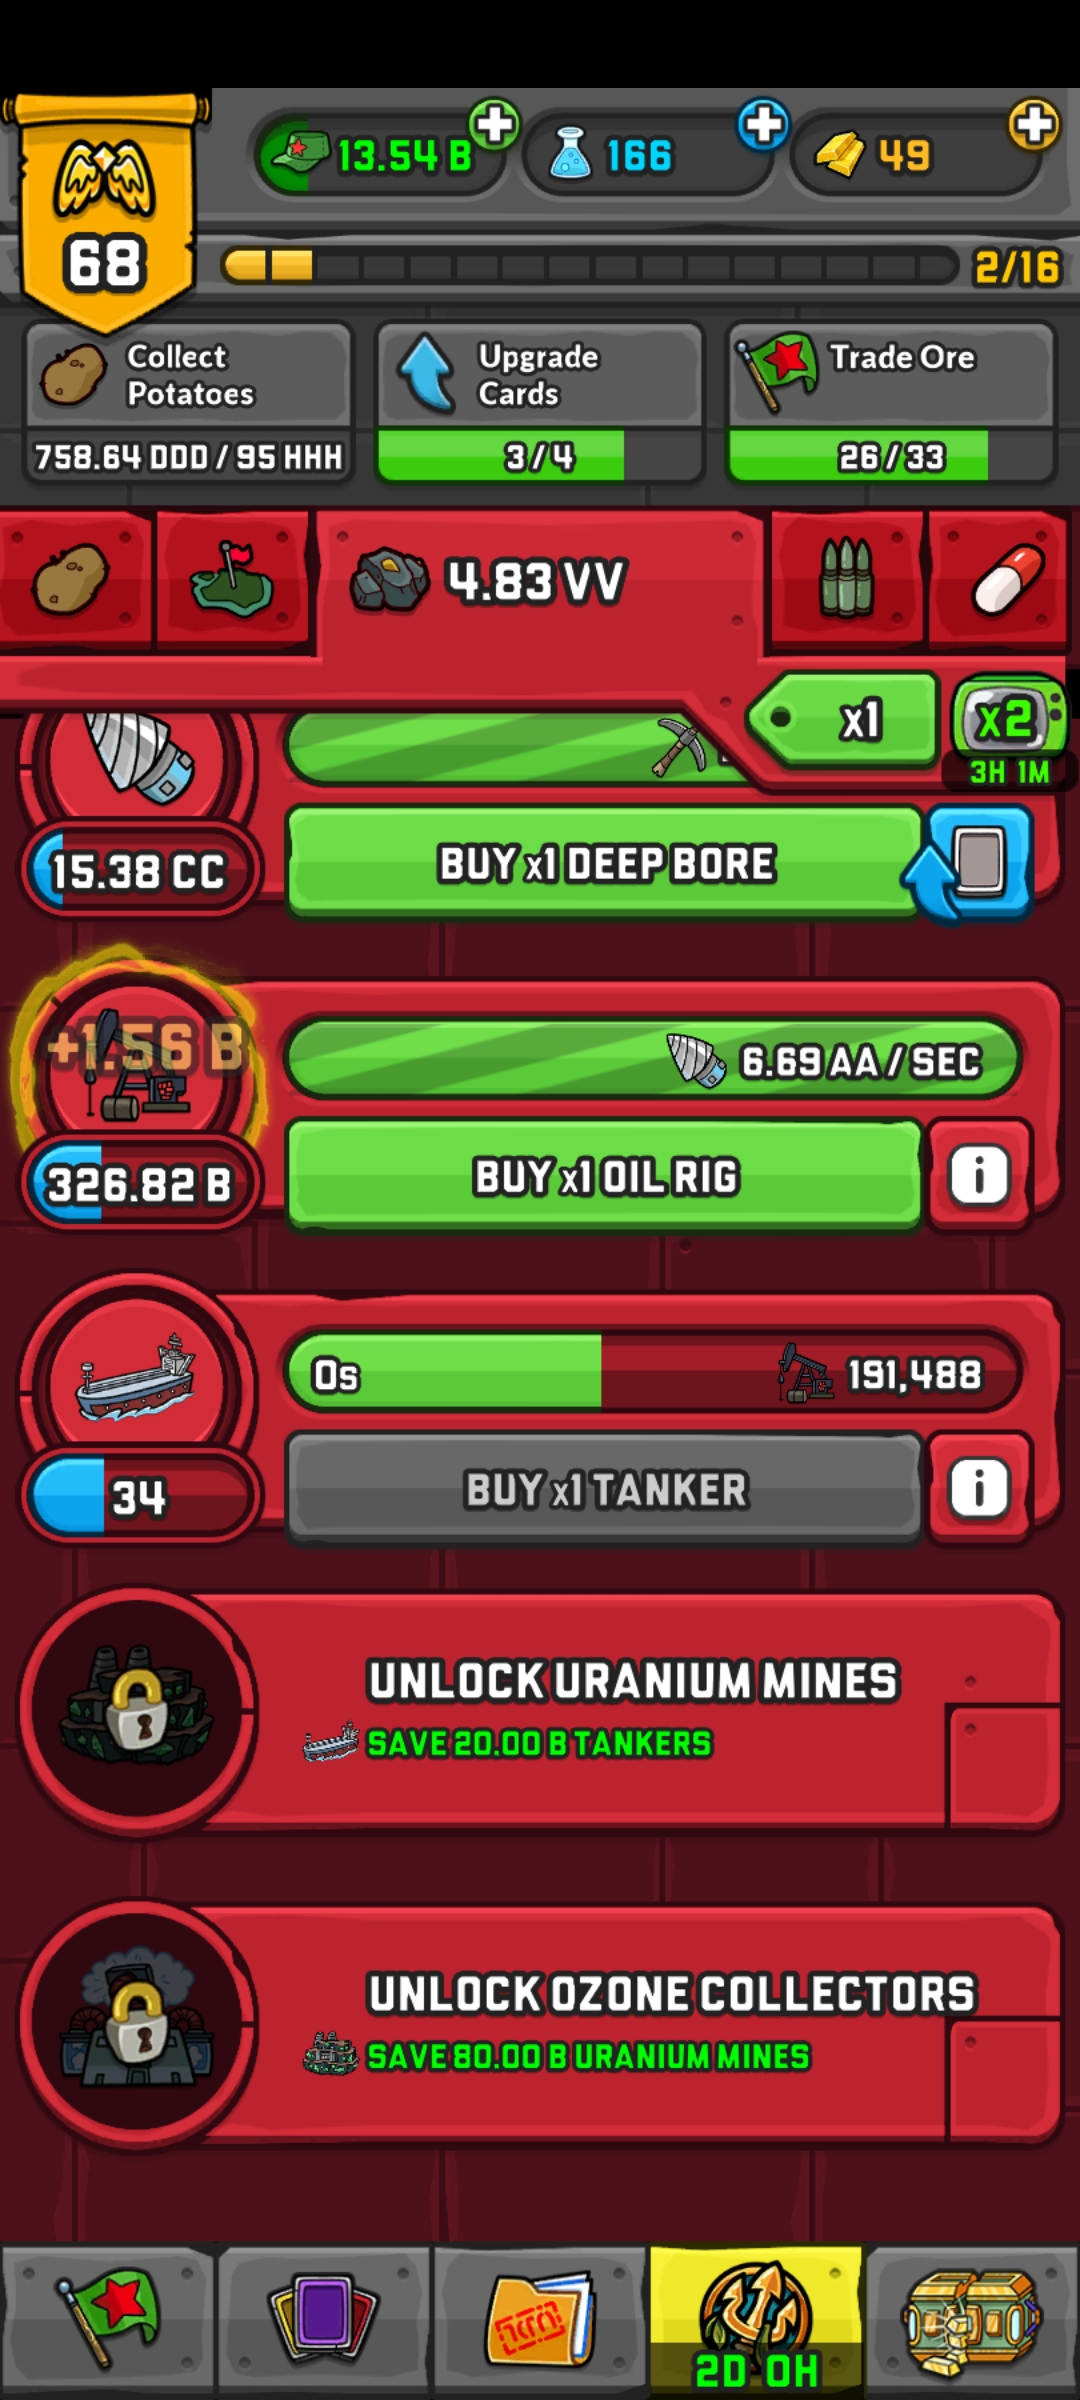 13.54 B
166
49
68
2/16
Collect
Potatoes
758.64 DDD / 95 HHH
Upgrade
Cards
3/4
Trade Ore
26/33
4.83 VV
x1
x2
3H 1M
15.38 CC
BUY x1 DEEP BORE
+1.56 B
6.69 AA / SEC
326.82 B
BUY x1 OIL RIG
i
0s
191,488
34
BUY x1 TANKER
i
UNLOCK URANIUM MINES
SAVE 20.00 B TANKERS
UNLOCK OZONE COLLECTORS
SAVE 80.00 B URANIUM MINES
2D 0H